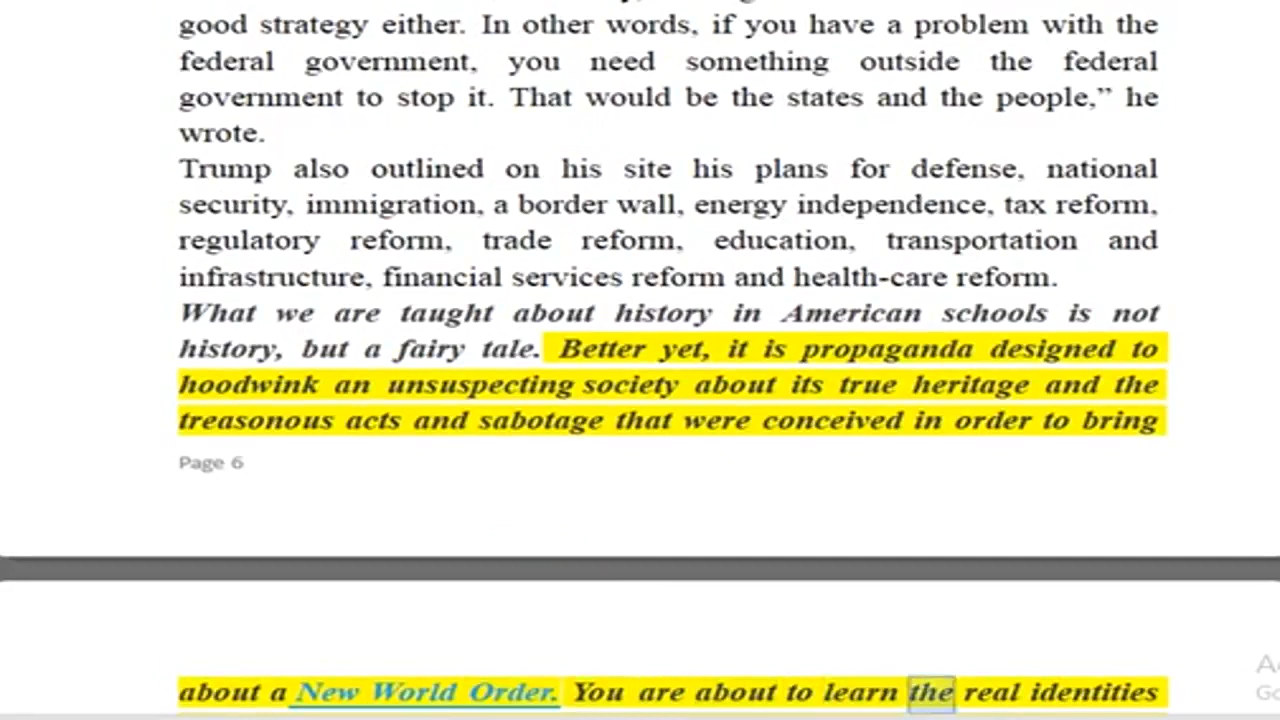 good strategy either. In other words, if you have a problem with the
federal government, you need something outside the federal
government to stop it. That would be the states and the people,” he
wrote.
Trump also outlined on his site his plans for defense, national
security, immigration, a border wall, energy independence, tax reform,
regulatory reform, trade reform, education, transportation and
infrastructure, financial services reform and health-care reform.
What we are taught about history in American schools is not
history, but a fairy tale. Better yet, it is propaganda designed to
hoodwink an unsuspecting society about its true heritage and the
treasonous acts and sabotage that were conceived in order to bring
Page 6
about a New World Order. You are about to learn the real identities